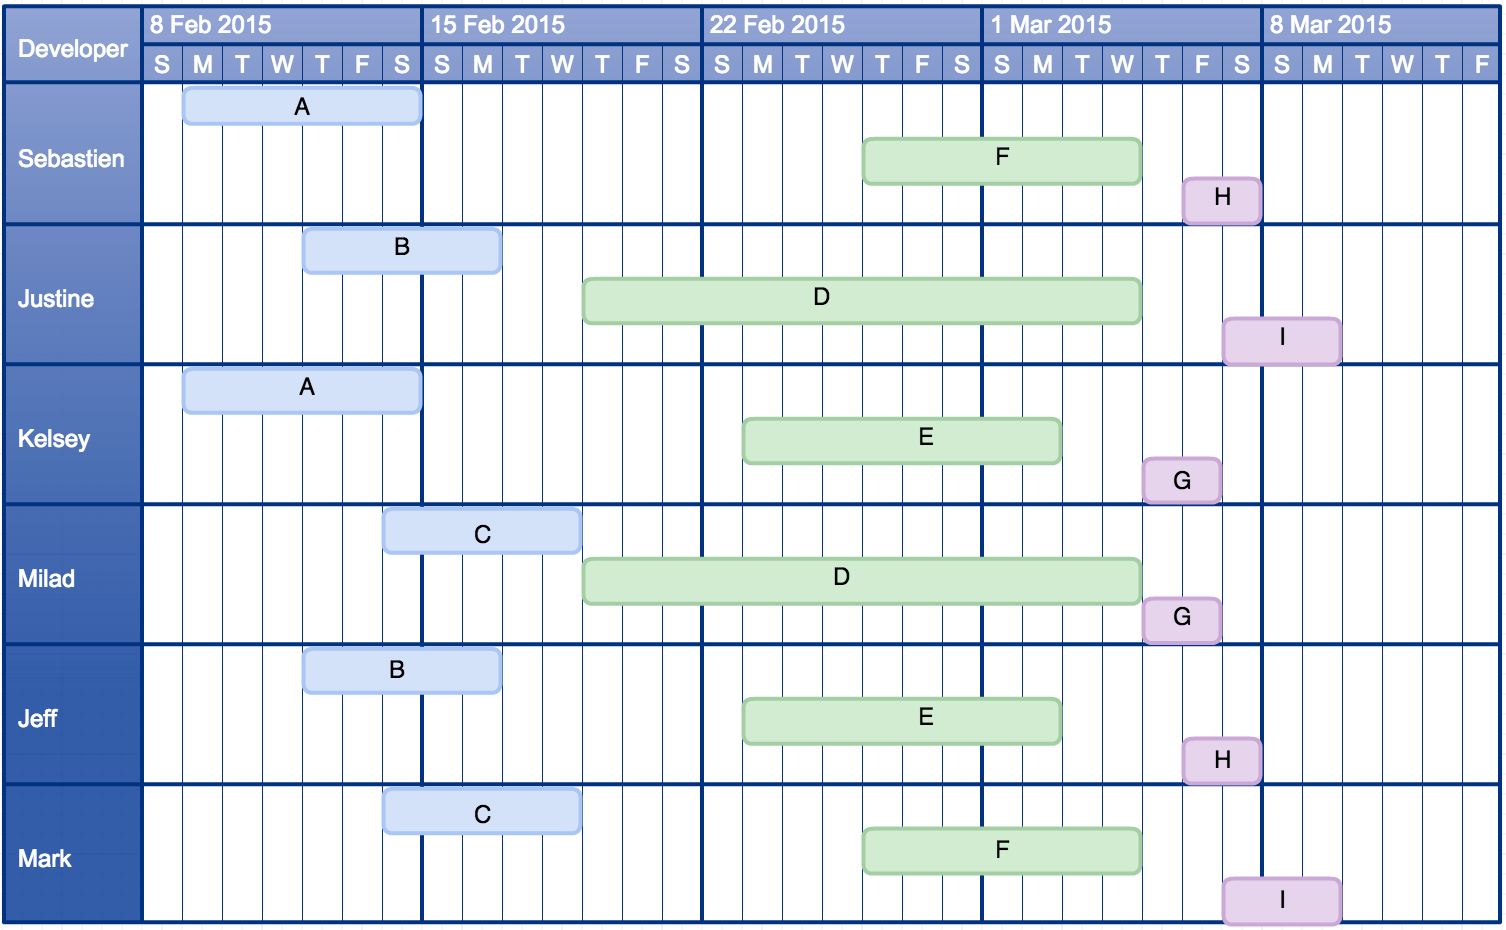 Developer
8 Feb 2015 15 Feb 2015 22 Feb 2015 1 Mar 2015 8 Mar 2015
S M T W T F S S M T W T F S S M T W T F S S M T W T F S S M T W T F
Sebastien
A
F
H
Justine
B
D
I
Kelsey
A
E
G
Milad
C
D
G
Jeff
B
E
H
Mark
C
F
I